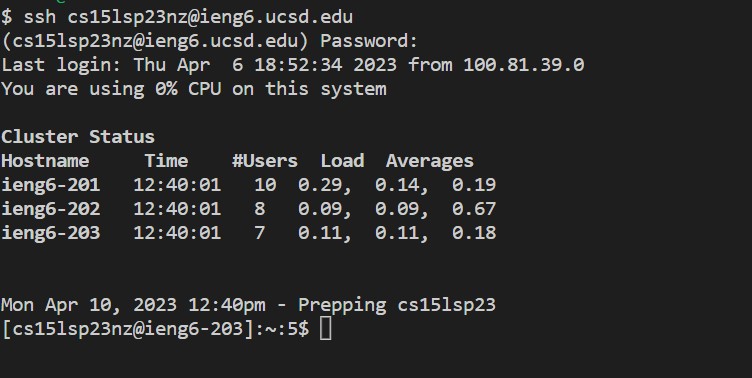 $ ssh cs15lsp23nz@ieng6.ucsd.edu
(cs15lsp23nz@ieng6.ucsd.edu) Password:
Last login: Thu Apr  6 18:52:34 2023 from 100.81.39.0
You are using 0% CPU on this system
Cluster Status
Hostname     Time    #Users  Load  Averages
ieng6-201   12:40:01   10  0.29,  0.14,  0.19
ieng6-202   12:40:01   8  0.09,  0.09,  0.67
ieng6-203   12:40:01   7  0.11,  0.11,  0.18
Mon Apr 10, 2023 12:40pm - Prepping cs15lsp23
[cs15lsp23nz@ieng6-203]:~:5$